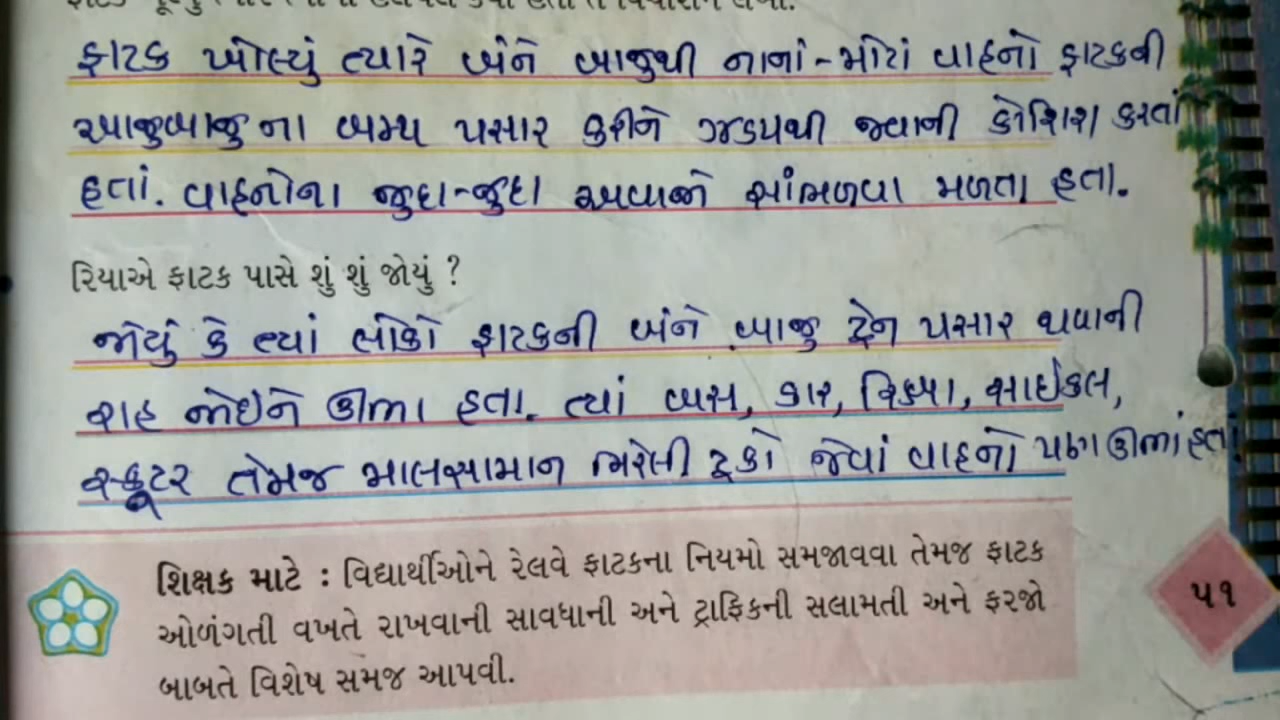 ફાટક ખોલ્યું ત્યારે બંને બાજુથી નાનાં-મોટાં વાહનો ફાટકની
આજુબાજુ ના બમ્પ પસાર કરીને ઝડપથી જવાની કોશિશ કરતાં
હતાં. વાહનોના જુદા-જુદા અવાજો સાંભળવા મળતા હતા.
રિયાએ ફાટક પાસે શું શું જોયું ?
જોયું કે ત્યાં લોકો ફાટકની બંને બાજુ ટ્રેન પસાર થવાની
રાહ જોઈને ઊભા હતા. ત્યાં બસ, કાર, રિક્ષા, સાઈકલ,
સ્કૂટર તેમજ માલસામાન ભરેલી ટ્રકો જેવાં વાહનો પણ ઊભાં હતાં.
શિક્ષક માટે : વિદ્યાર્થીઓને રેલવે ફાટકના નિયમો સમજાવવા તેમજ ફાટક
ઓળંગતી વખતે રાખવાની સાવધાની અને ટ્રાફિકની સલામતી અને ફરજો
બાબતે વિશેષ સમજ આપવી.
૫૧